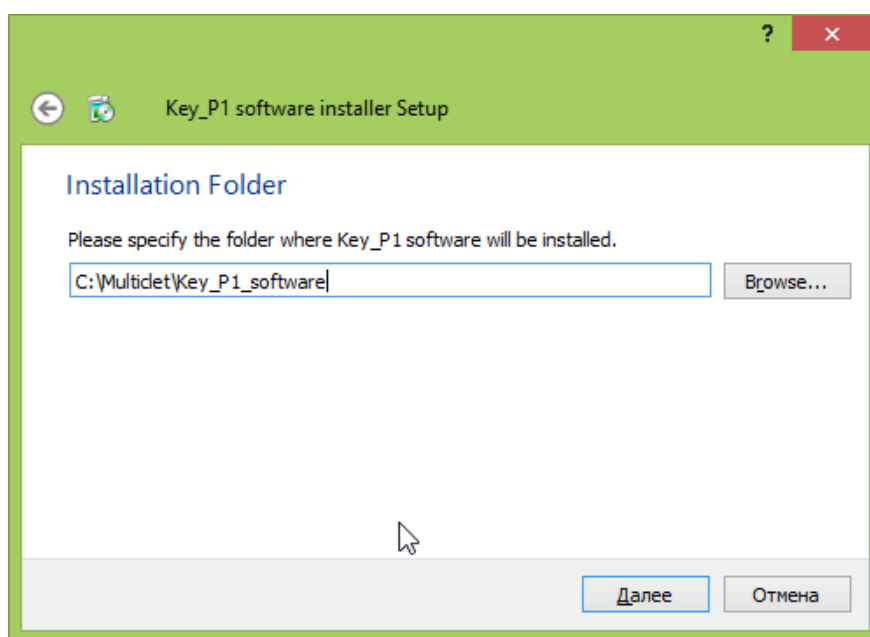 ?
Key_P1 software installer Setup
Installation Folder
Please specify the folder where Key_P1 software will be installed.
C:\Multiclet\Key_P1_software
Browse...
Далее
Отмена